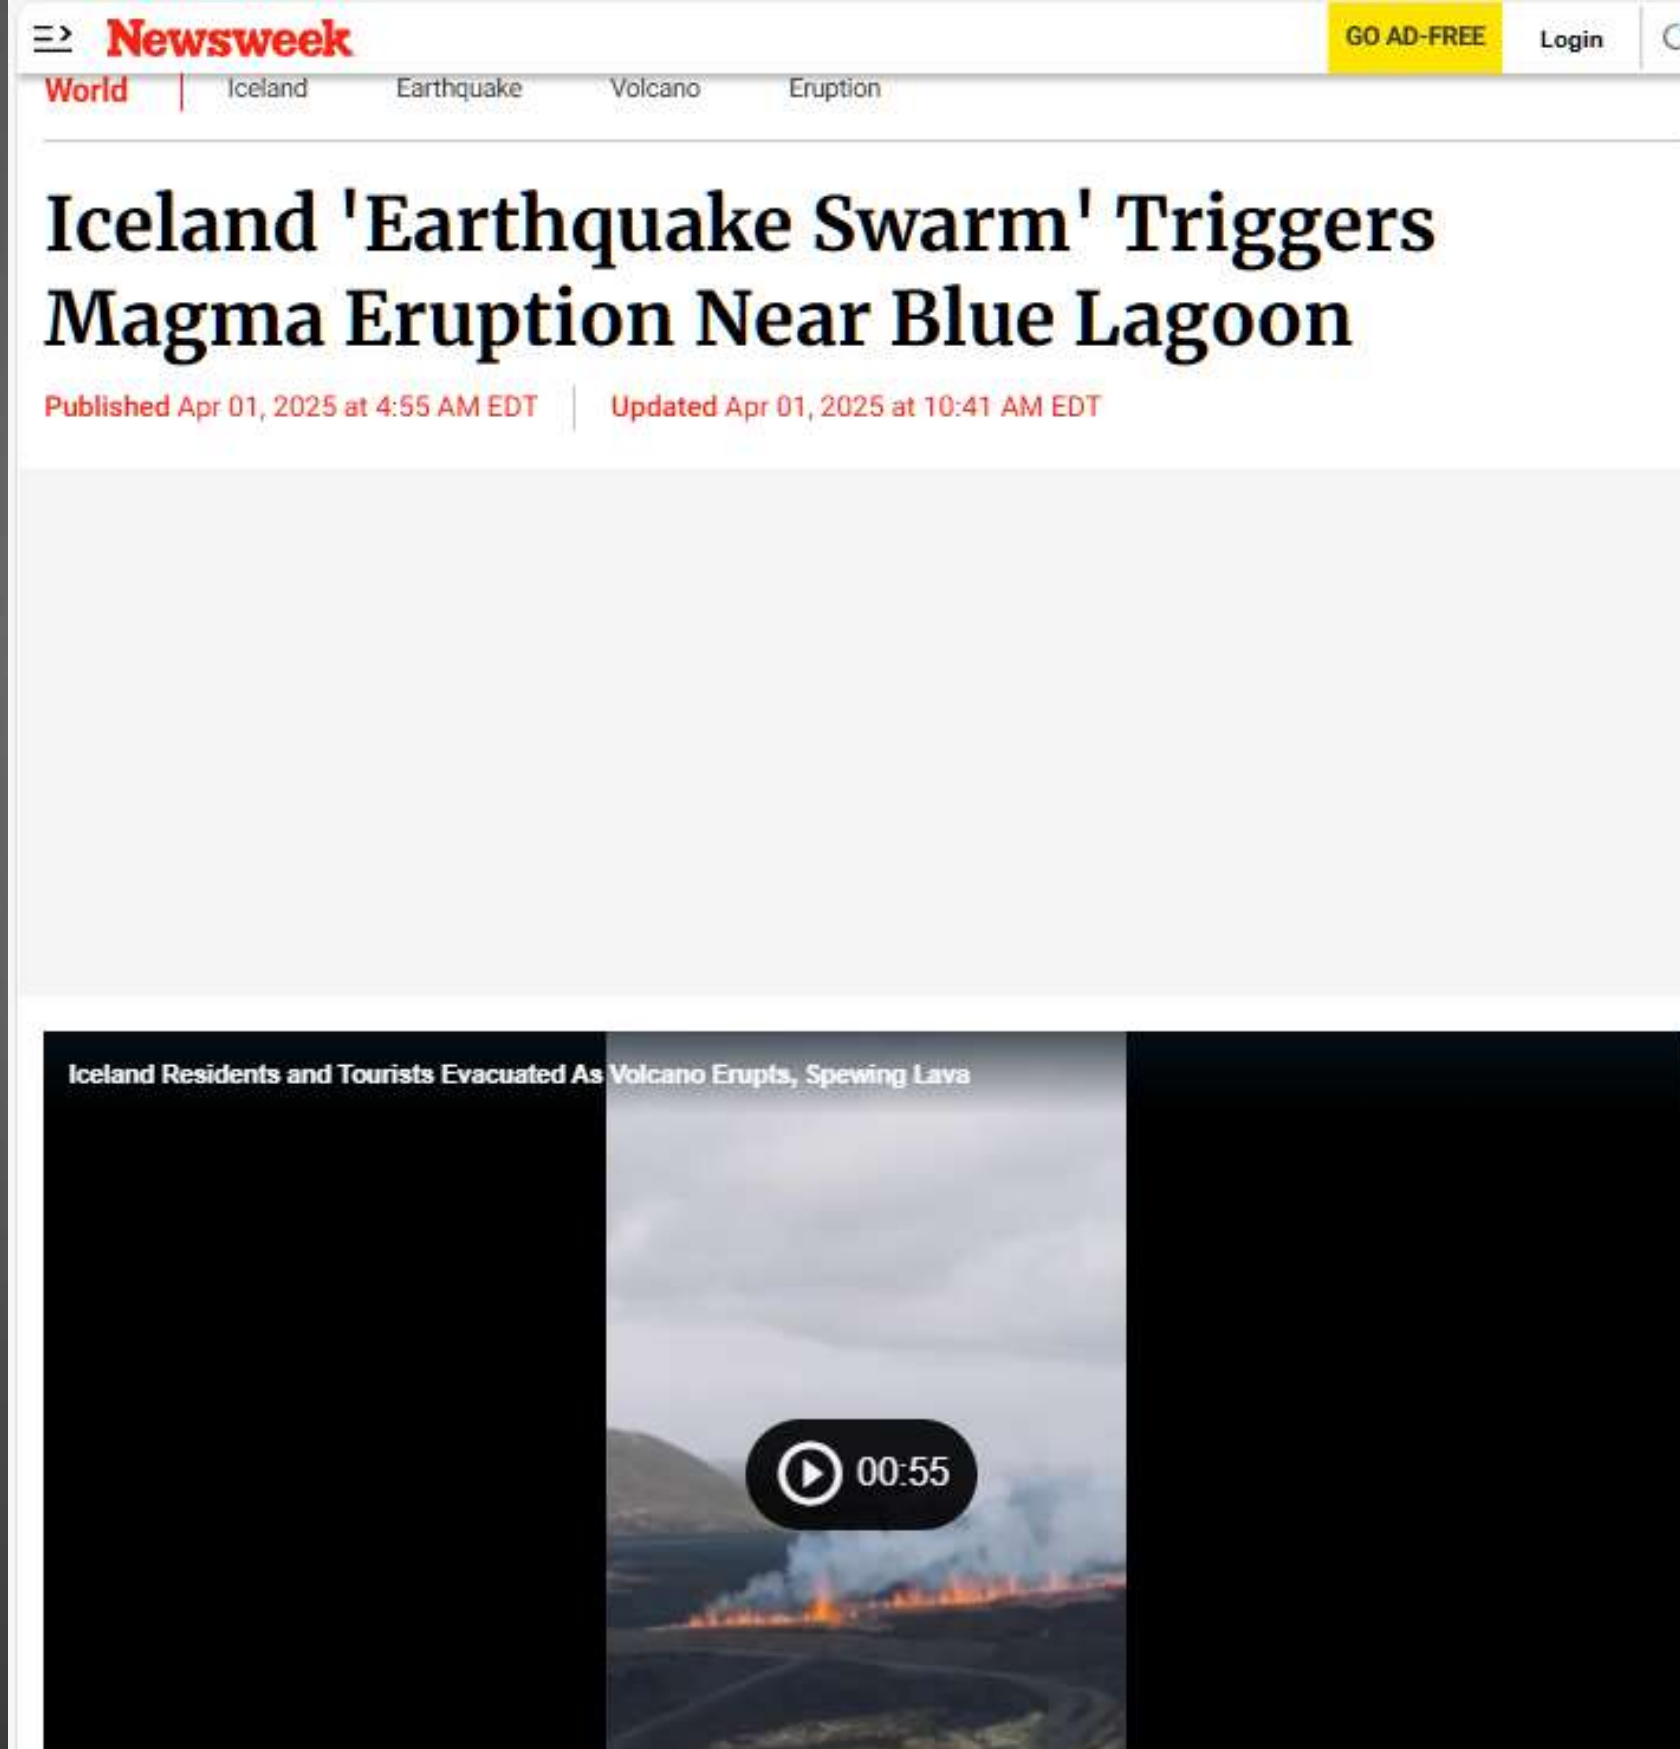 Newsweek
GO AD-FREE
Login
World
Iceland
Earthquake
Volcano
Eruption
Iceland 'Earthquake Swarm' Triggers
Magma Eruption Near Blue Lagoon
Published Apr 01, 2025 at 4:55 AM EDT
Updated Apr 01, 2025 at 10:41 AM EDT
Iceland Residents and Tourists Evacuated As Volcano Erupts, Spewing Lava
00:55